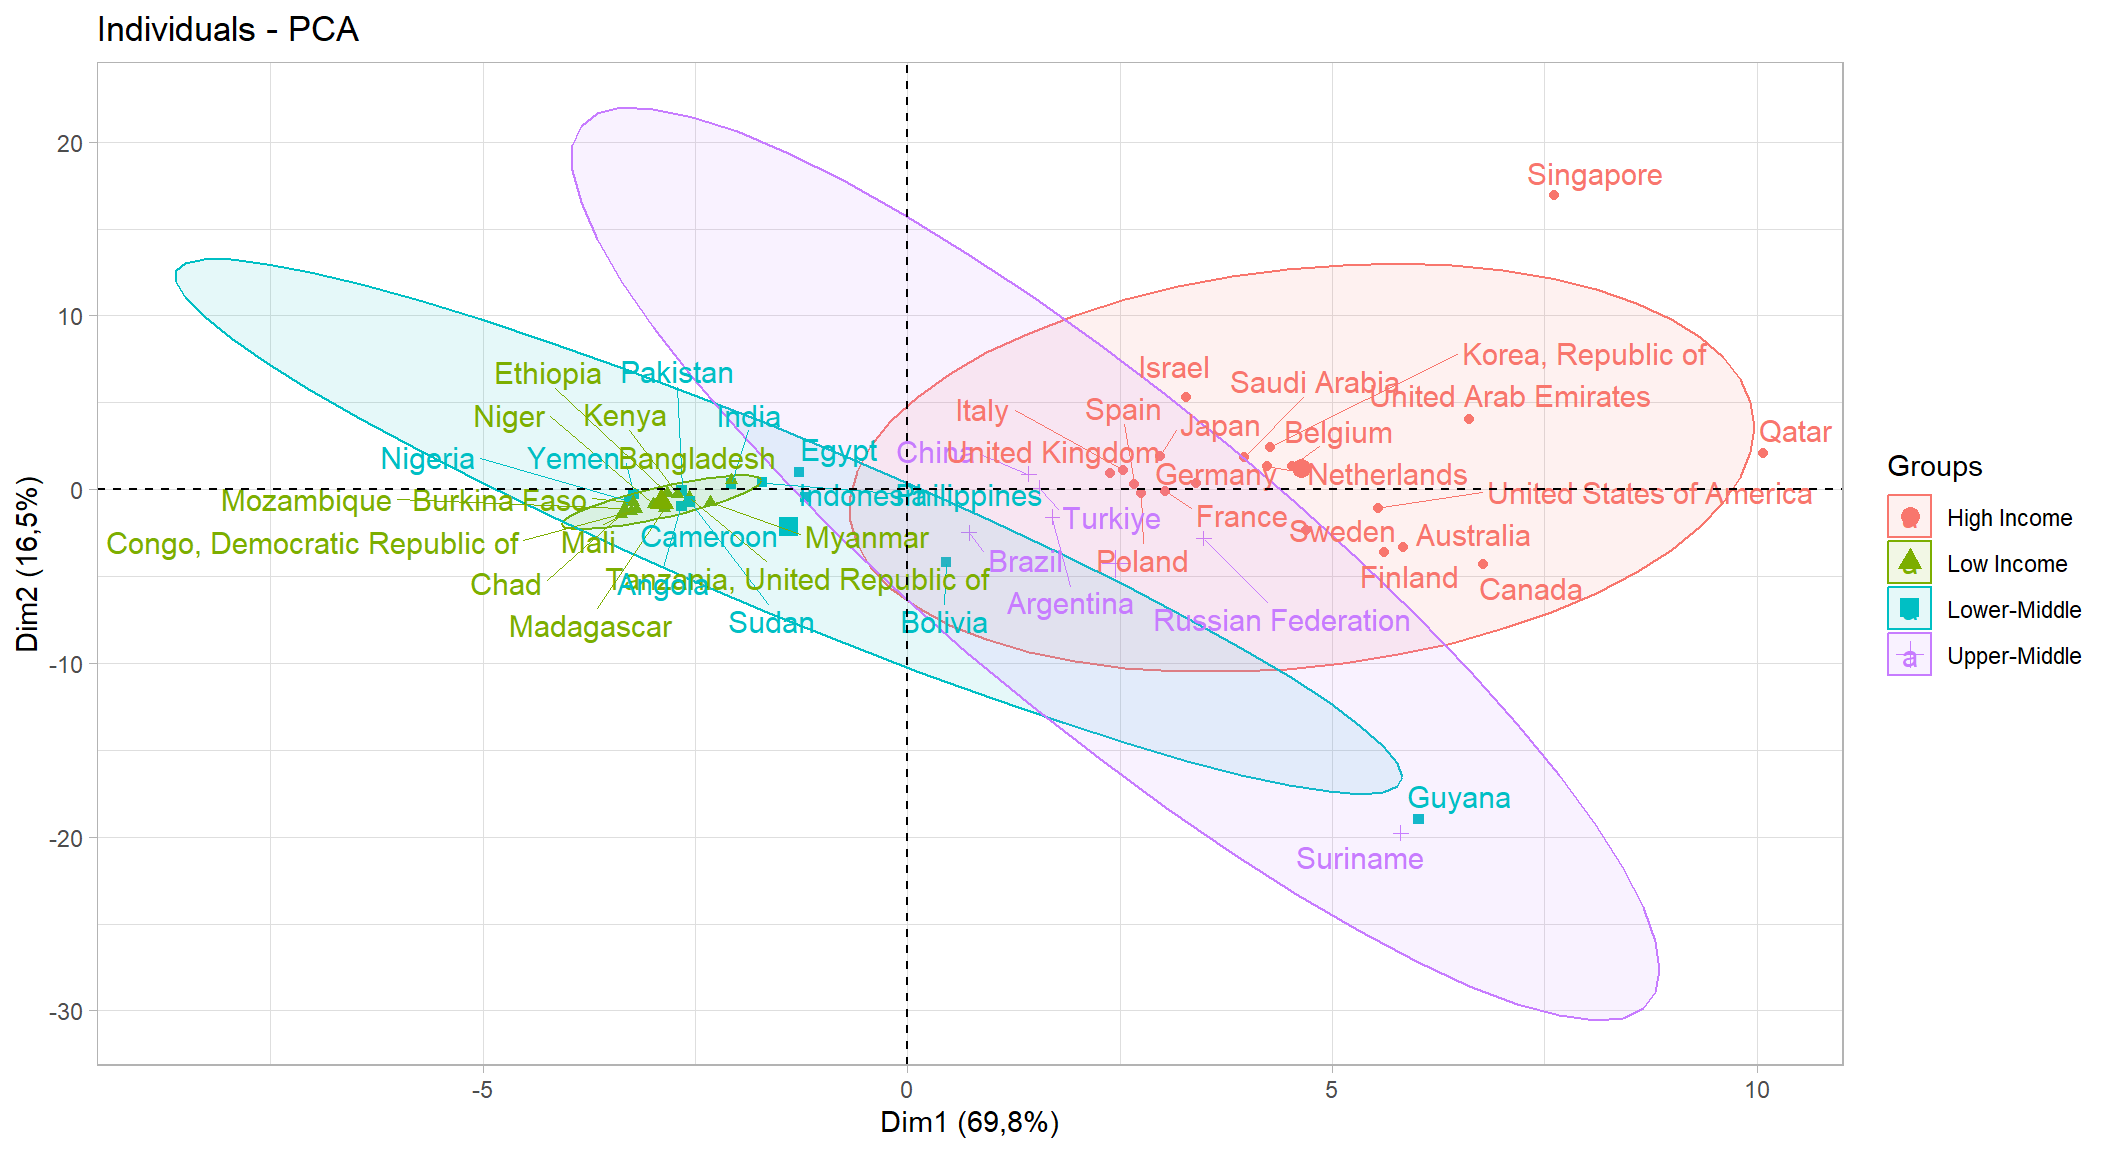 Individuals - PCA
Singapore
Korea, Republic of
Israel
Saudi Arabia
United Arab Emirates
Ethiopia
Pakistan
Niger
Kenya
India
Italy
Spain
Japan
Belgium
Qatar
Egypt
China
United Kingdom
Nigeria
Yemen
Bangladesh
Germany
Netherlands
Mozambique
Burkina Faso
Indonesia
Philippines
United States of America
Turkiye
France
Sweden
Australia
Congo, Democratic Republic of
Mali
Cameroon
Myanmar
Brazil
Poland
Finland
Canada
Chad
Angola
Tanzania, United Republic of
Argentina
Madagascar
Sudan
Bolivia
Russian Federation
Guyana
Suriname
20
10
0
-10
-20
-30
Dim2 (16,5%)
-5
0
5
10
Dim1 (69,8%)
Groups
a High Income
a Low Income
a Lower-Middle
a Upper-Middle